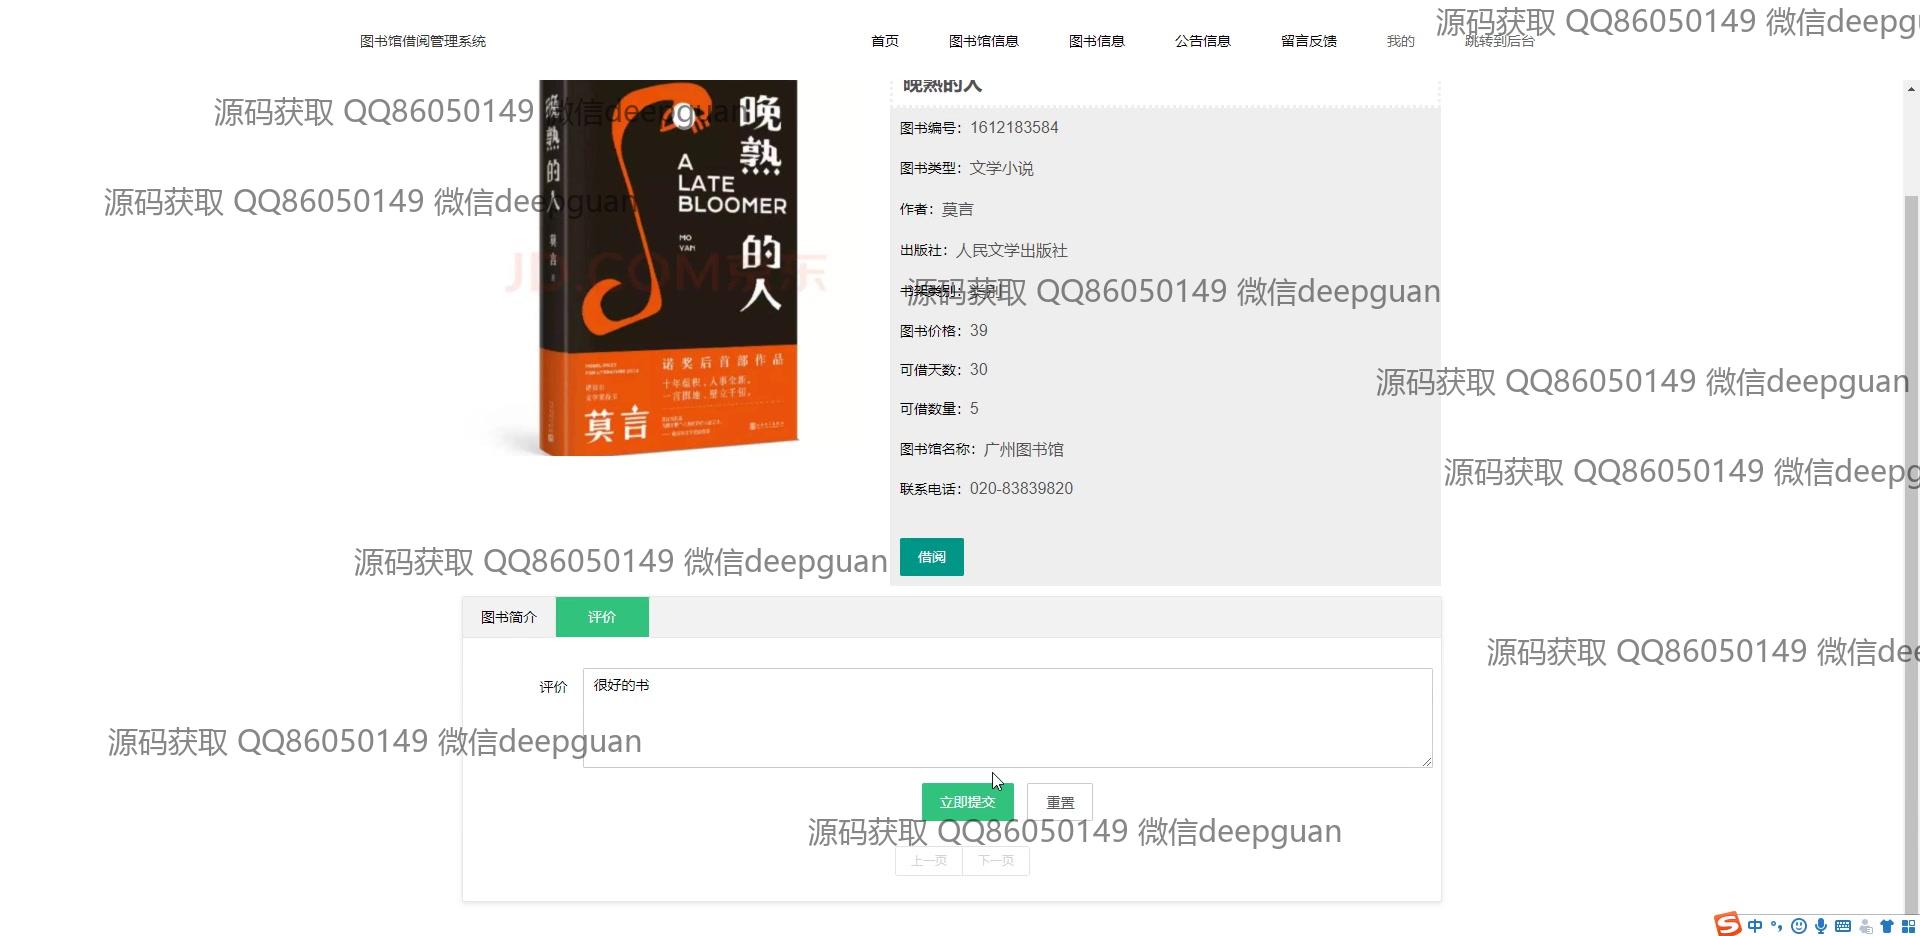 源码获取 QQ86050149 微信deepgu
图书馆借阅管理系统
首页
图书馆信息
图书信息
公告信息
留言反馈
我的
跳转到后台
晚熟的人
源码获取 QQ86050149 微信deepguan
晚熟的人
莫言
晚熟的人
A
LATE
BLOOMER
MO
YAN
JD.COM京东
诺奖后首部作品
十年蕴积,人事全新。
一言囹地、壁立千仞。
莫言
图书编号: 1612183584
图书类型: 文学小说
源码获取 QQ86050149 微信deepguan
作者: 莫言
出版社: 人民文学出版社
书架类别: 类别
源码获取 QQ86050149 微信deepguan
图书价格: 39
可借天数: 30
源码获取 QQ86050149 微信deepguan
可借数量: 5
图书馆名称: 广州图书馆
源码获取 QQ86050149 微信deepg
联系电话: 020-83839820
借阅
源码获取 QQ86050149 微信deepguan
图书简介
评价
源码获取 QQ86050149 微信dee
评价
很好的书
源码获取 QQ86050149 微信deepguan
立即提交
重置
源码获取 QQ86050149 微信deepguan
上一页
下一页
中